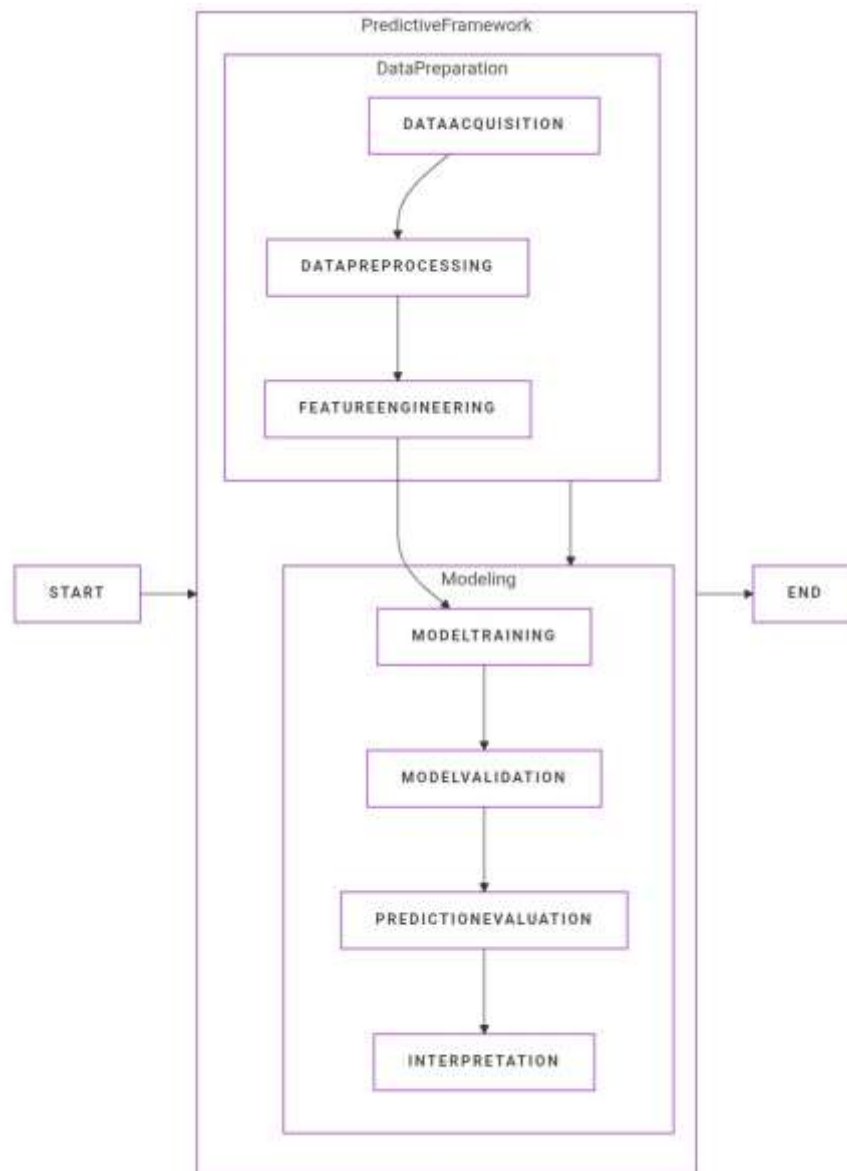 PredictiveFramework
DataPreparation
DATAACQUISITION
DATAPREPROCESSING
FEATUREENGINEERING
START
Modeling
END
MODELTRAINING
MODELVALIDATION
PREDICTIONEVALUATION
INTERPRETATION